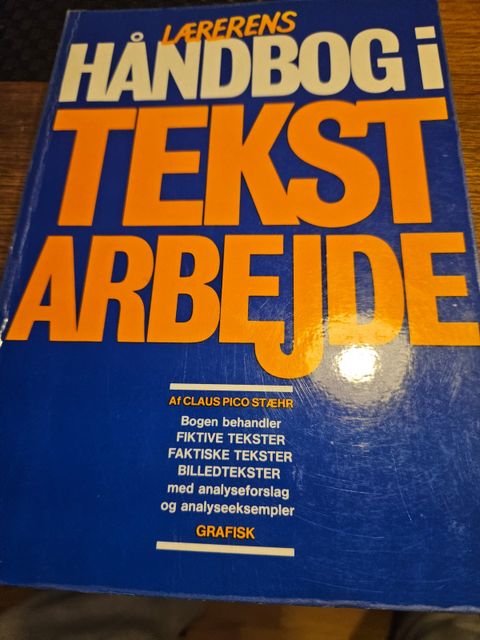 LÆRERENS
HÅNDBOG i
TEKST
ARBEJDE
Af CLAUS PICO STÆHR
Bogen behandler
FIKTIVE TEKSTER
FAKTISKE TEKSTER
BILLEDTEKSTER
med analyseforslag
og analyseeksempler
GRAFISK